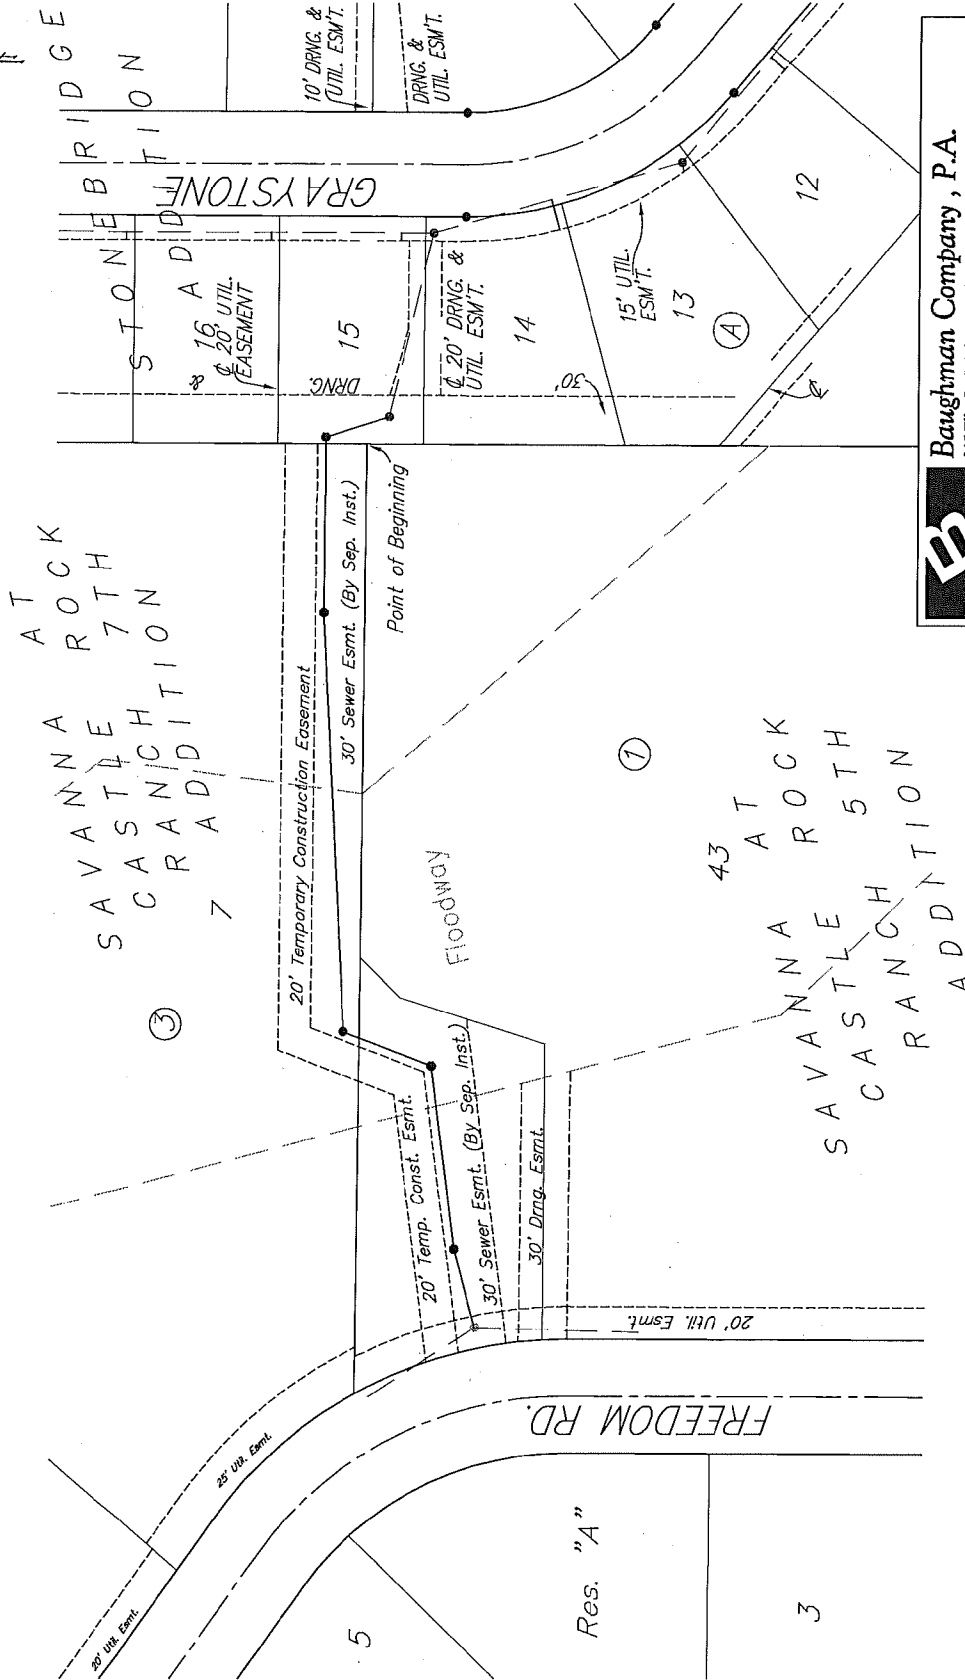 STONEBRIDGE
ADDITION
10' DRNG. &
UTIL. ESM'T.
DRNG. &
UTIL. ESM'T.
GRAYSTONE
16
℄ 20' UTIL.
EASEMENT
&
DRNG.
15
℄ 20' DRNG. &
UTIL. ESM'T.
14
30'
15' UTIL.
ESM'T.
13
12
Ⓐ
℄
SAVANNA AT
CASTLE ROCK
RANCH 7TH
ADDITION
7
③
Point of Beginning
30' Sewer Esmt. (By Sep. Inst.)
20' Temporary Construction Easement
Floodway
①
43
SAVANNA AT
CASTLE ROCK
RANCH 5TH
ADDITION
20' Temp. Const. Esmt.
30' Sewer Esmt. (By Sep. Inst.)
30' Drng. Esmt.
20' Util. Esmt.
25' Util. Esmt.
20' Util. Esmt.
FREEDOM RD.
5
Res. "A"
3
B
Baughman Company, P.A.